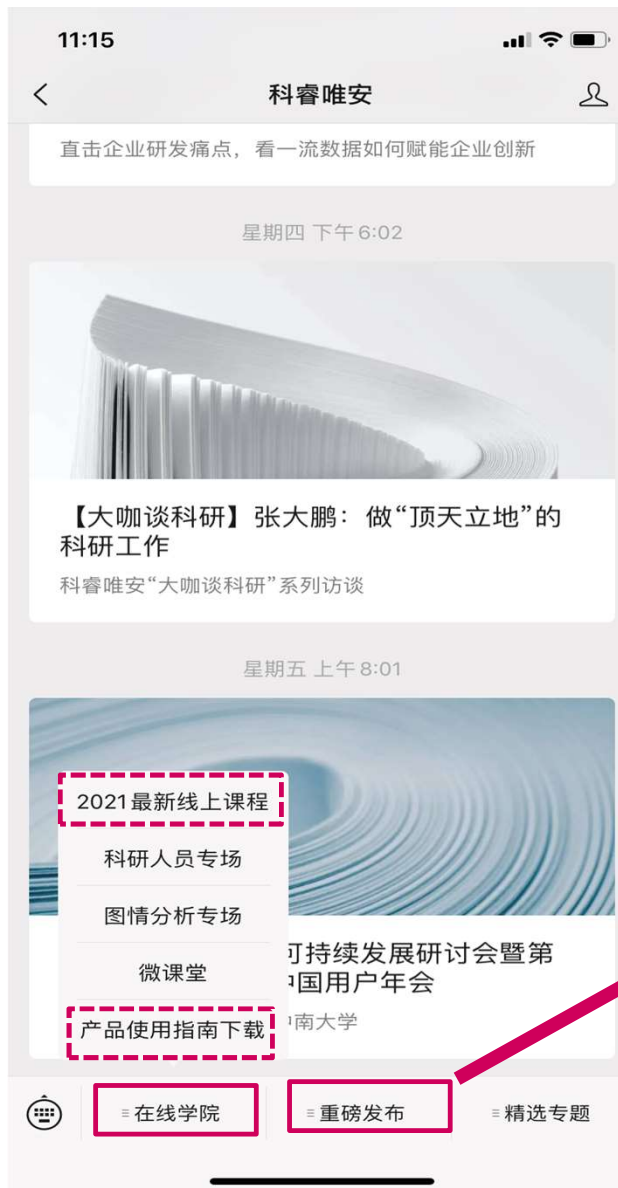 11:15
科睿唯安
直击企业研发痛点，看一流数据如何赋能企业创新
星期四 下午 6:02
【大咖谈科研】张大鹏：做“顶天立地”的
科研工作
科睿唯安“大咖谈科研”系列访谈
星期五 上午 8:01
2021最新线上课程
科研人员专场
图情分析专场
微课堂
产品使用指南下载
可持续发展研讨会暨第
中国用户年会
中南大学
在线学院
重磅发布
精选专题